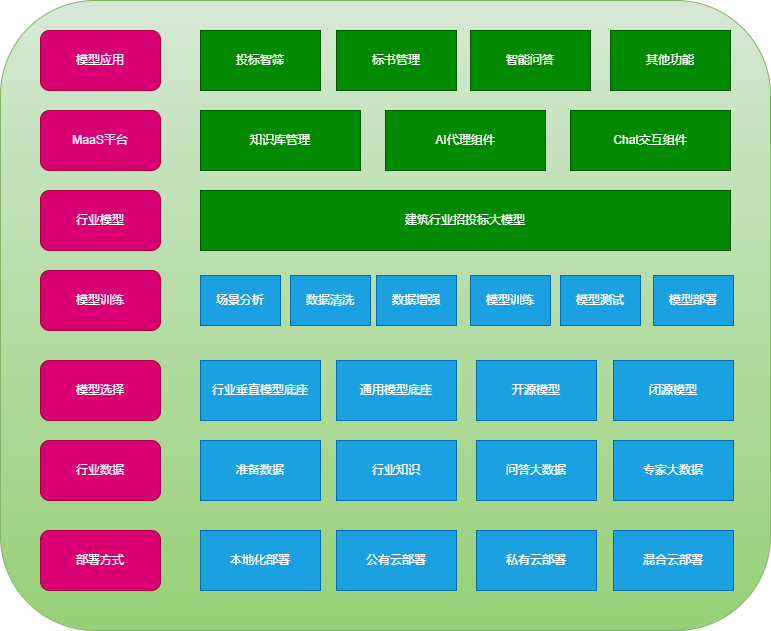 模型应用
投标智筛
标书管理
智能问答
其他功能
MaaS平台
知识库管理
AI代理组件
Chat交互组件
行业模型
建筑行业招投标大模型
模型训练
场景分析
数据清洗
数据增强
模型训练
模型测试
模型部署
模型选择
行业垂直模型底座
通用模型底座
开源模型
闭源模型
行业数据
准备数据
行业知识
问答大数据
专家大数据
部署方式
本地化部署
公有云部署
私有云部署
混合云部署